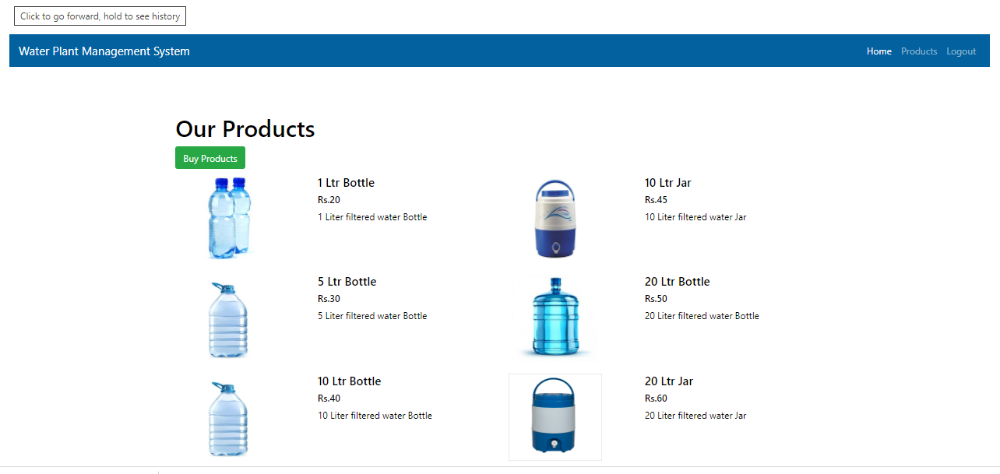 Click to go forward, hold to see history
Water Plant Management System
Home Products Logout
Our Products
Buy Products
1 Ltr Bottle
Rs.20
1 Liter filtered water Bottle
10 Ltr Jar
Rs.45
10 Liter filtered water Jar
5 Ltr Bottle
Rs.30
5 Liter filtered water Bottle
20 Ltr Bottle
Rs.50
20 Liter filtered water Bottle
10 Ltr Bottle
Rs.40
10 Liter filtered water Bottle
20 Ltr Jar
Rs.60
20 Liter filtered water Jar